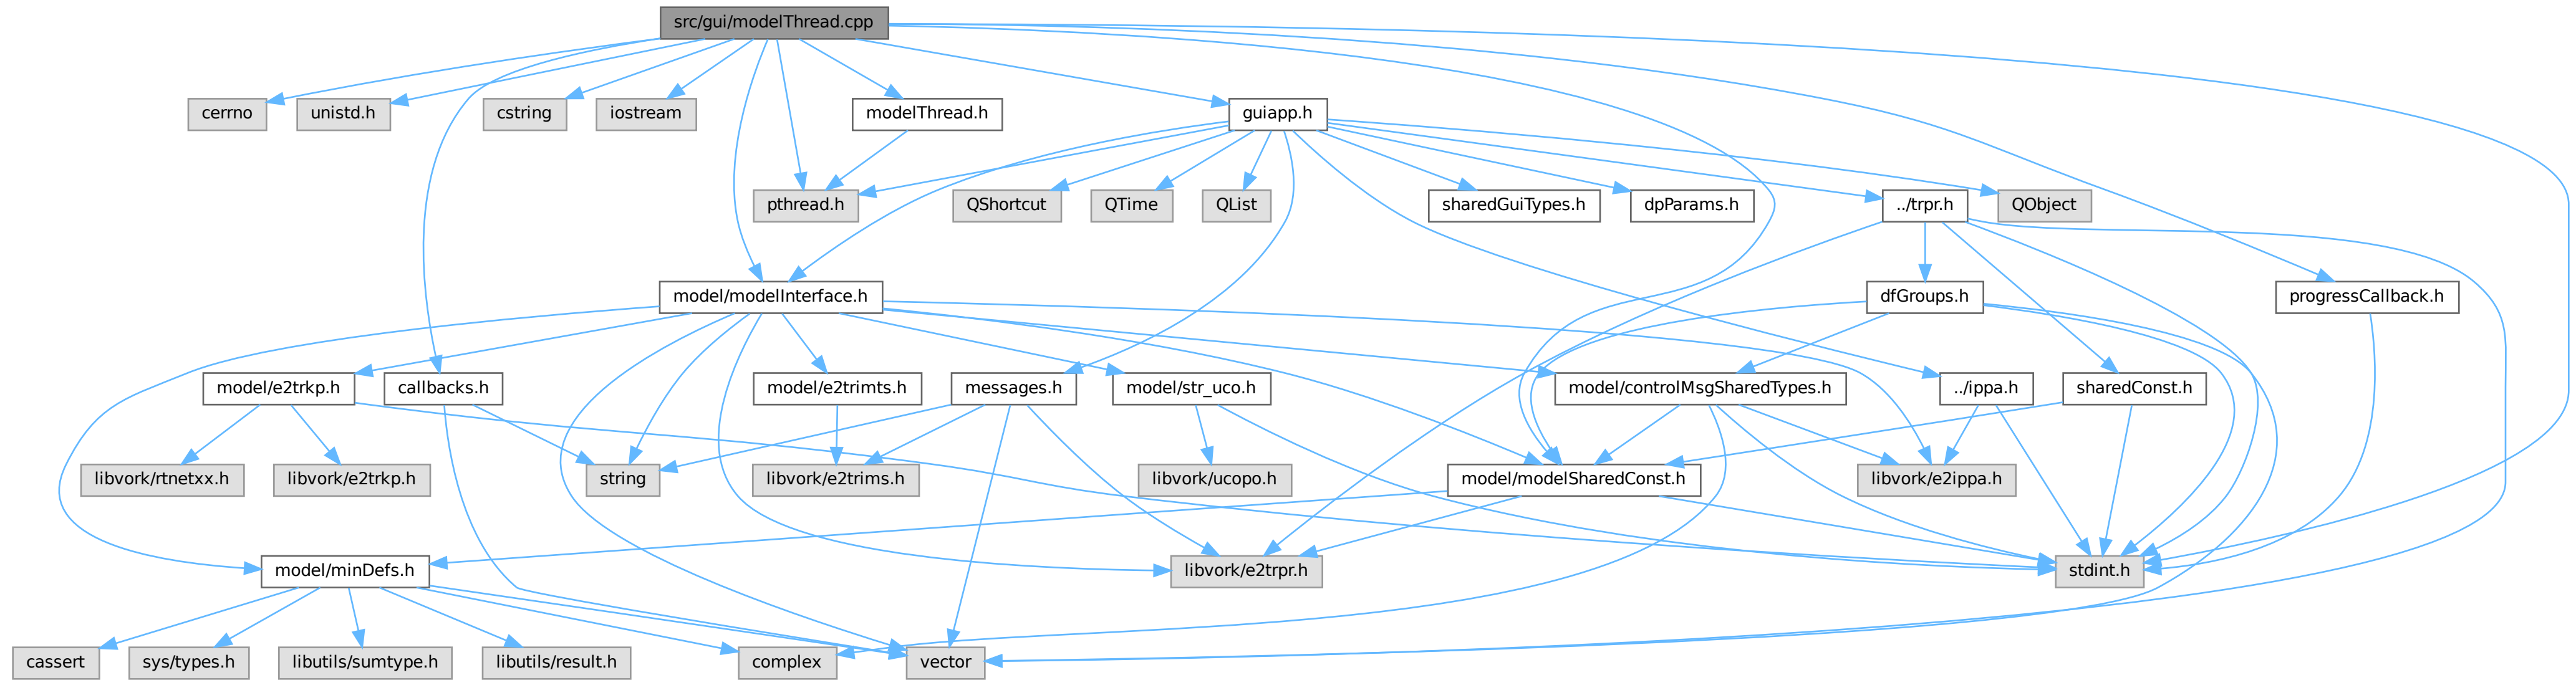 src/gui/modelThread.cpp
cerrno
unistd.h
cstring
iostream
modelThread.h
guiapp.h
pthread.h
QShortcut
QTime
QList
sharedGuiTypes.h
dpParams.h
../trpr.h
QObject
model/modelInterface.h
dfGroups.h
progressCallback.h
model/e2trkp.h
callbacks.h
model/e2trimts.h
messages.h
model/str_uco.h
model/controlMsgSharedTypes.h
../ippa.h
sharedConst.h
libvork/rtnetxx.h
libvork/e2trkp.h
string
libvork/e2trims.h
libvork/ucopo.h
model/modelSharedConst.h
libvork/e2ippa.h
model/minDefs.h
libvork/e2trpr.h
stdint.h
cassert
sys/types.h
libutils/sumtype.h
libutils/result.h
complex
vector